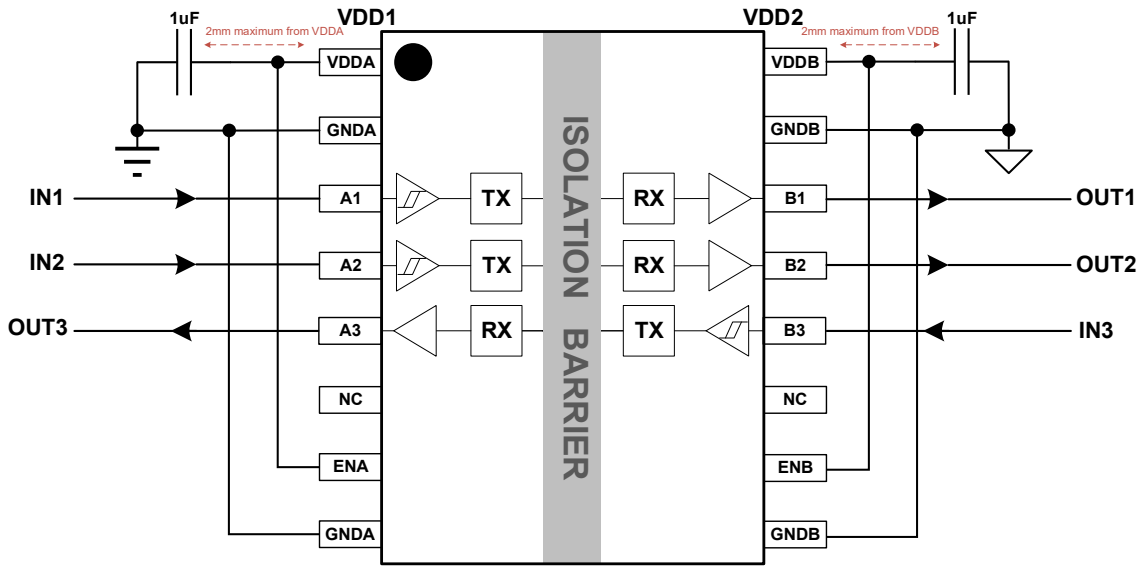 1uF VDD1 VDD2 1uF
2mm maximum from VDDA 2mm maximum from VDDB
VDDA VDDB
GNDA GNDB
ISOLATION BARRIER
IN1 A1 TX RX B1 OUT1
IN2 A2 TX RX B2 OUT2
OUT3 A3 RX TX B3 IN3
NC NC
ENA ENB
GNDA GNDB